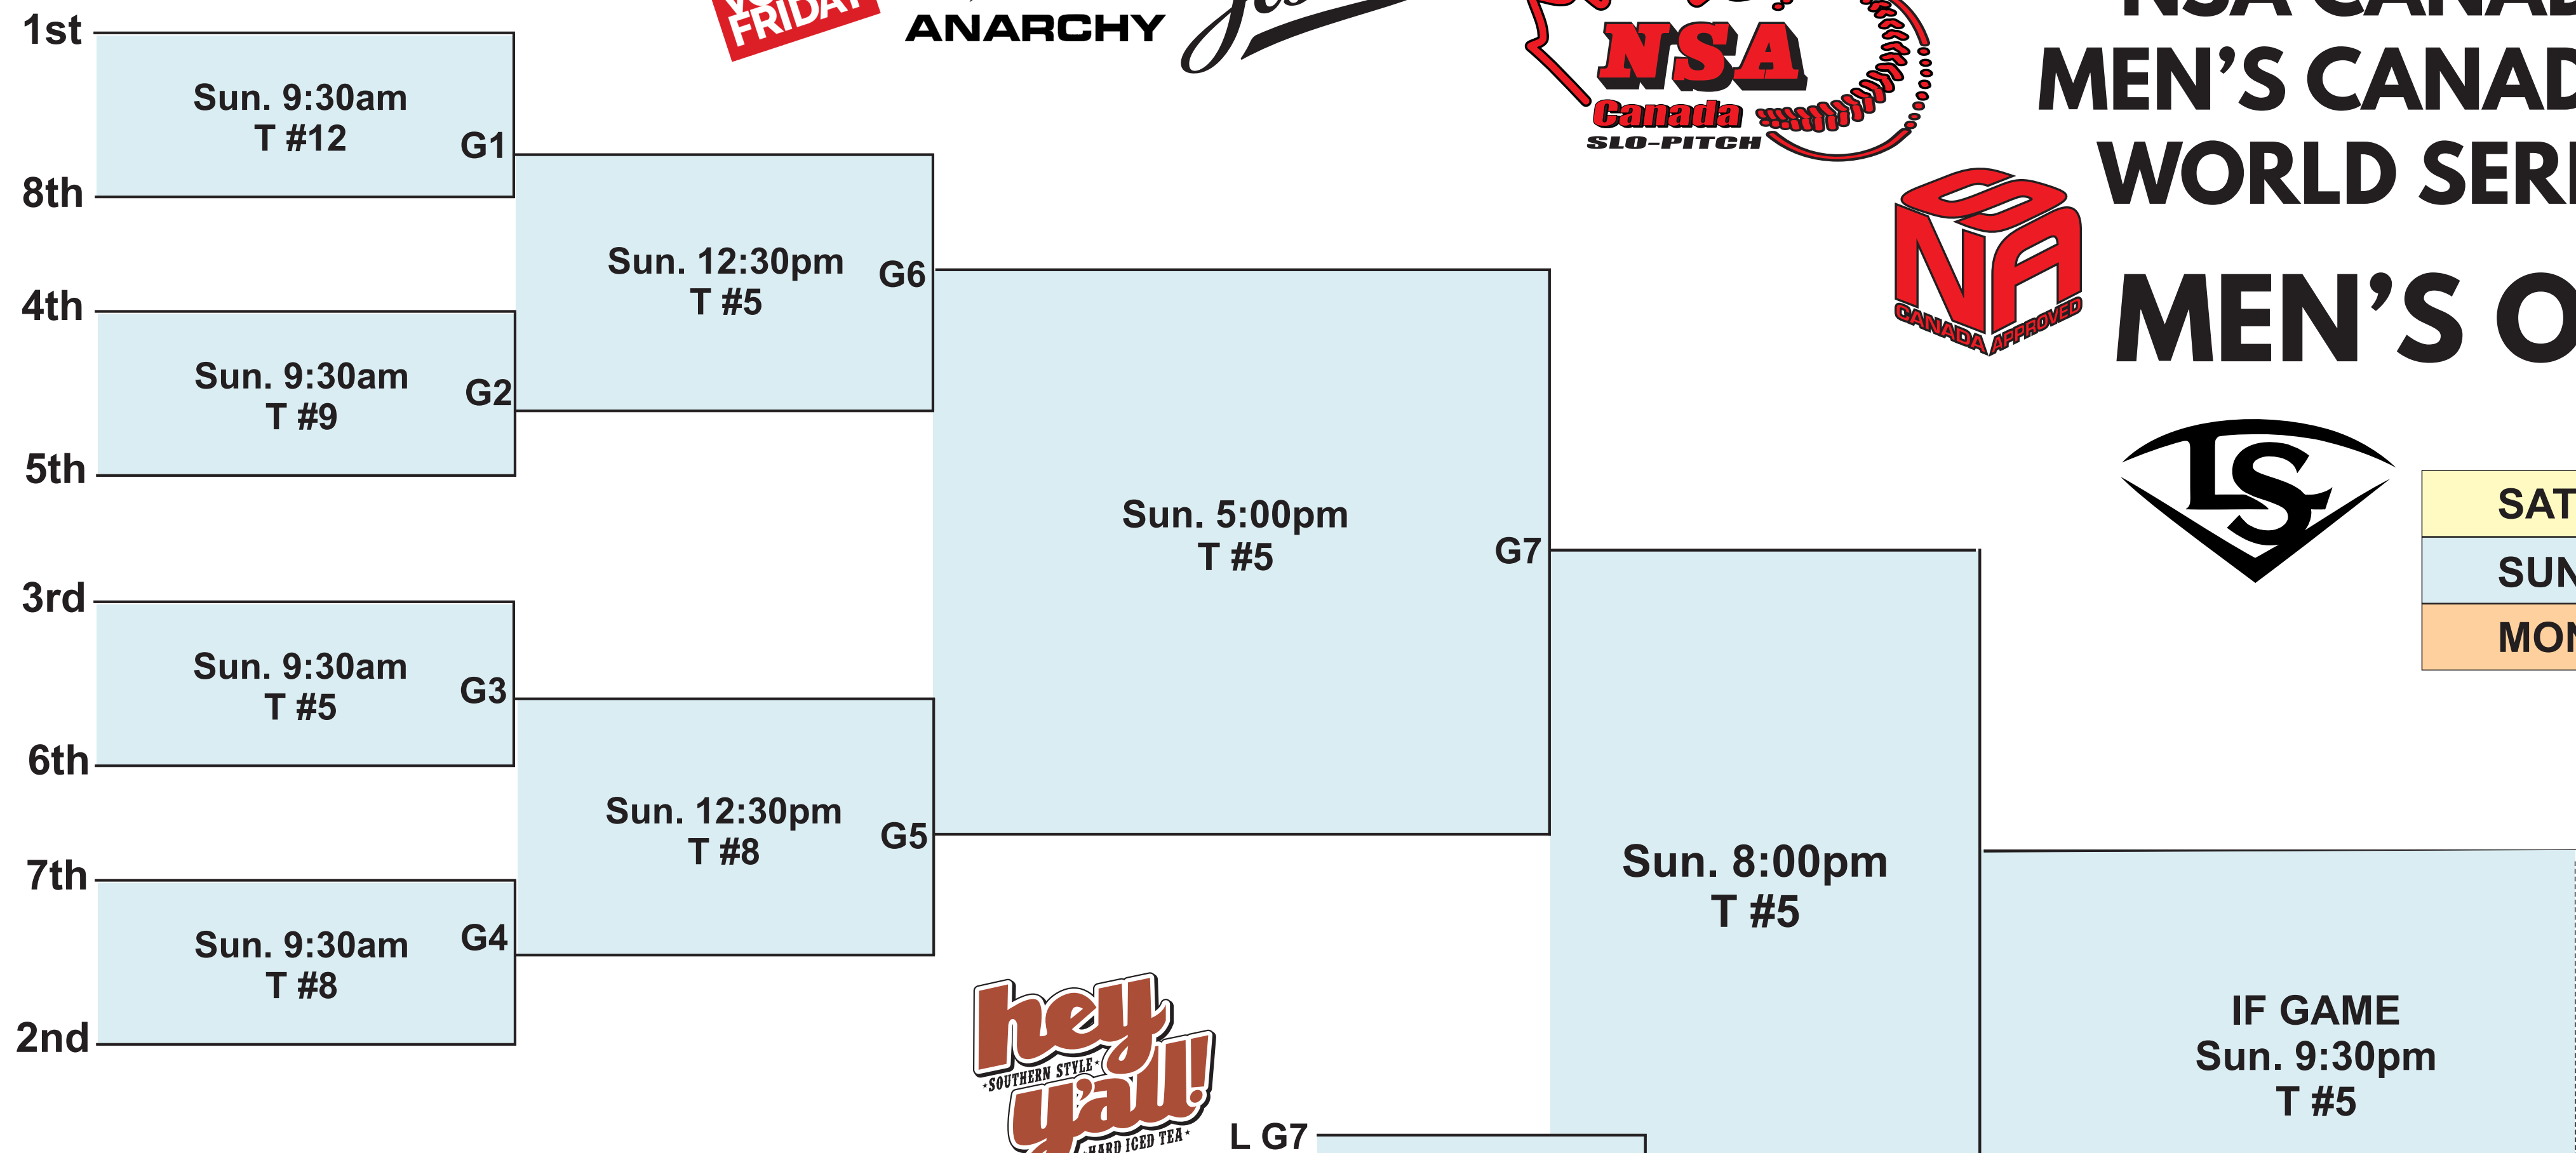 1st
Sun. 9:30am
T #12
G1
8th
4th
Sun. 9:30am
T #9
G2
5th
3rd
Sun. 9:30am
T #5
G3
6th
7th
Sun. 9:30am
T #8
G4
2nd
Sun. 12:30pm
T #5
G6
Sun. 12:30pm
T #8
G5
Sun. 5:00pm
T #5
G7
Sun. 8:00pm
T #5
IF GAME
Sun. 9:30pm
T #5
L G7
FRIDAY
ANARCHY
NSA
Canada
SLO-PITCH
NSA
CANADA APPROVED
NSA CANAD
MEN'S CANAD
WORLD SERI
MEN'S O
LS
SAT
SUN
MON
hey
SOUTHERN STYLE
y'all!
HARD ICED TEA